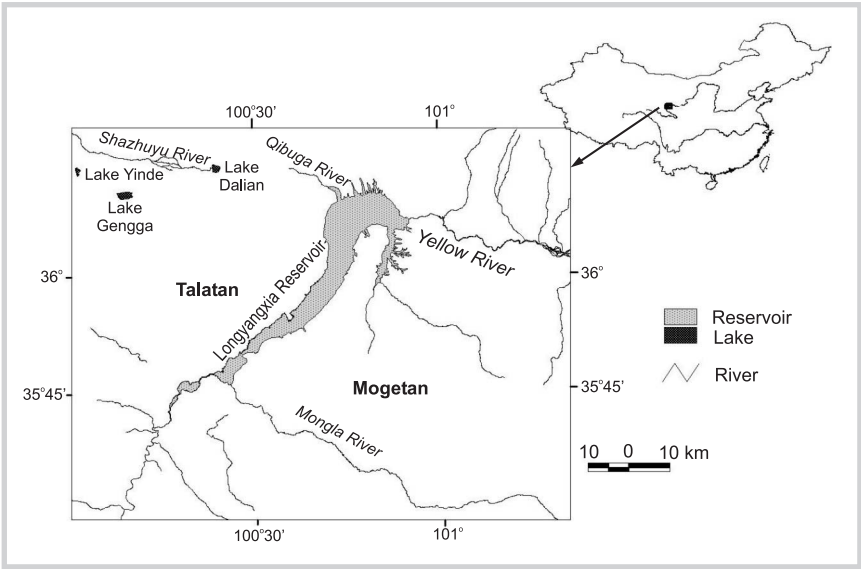 100°30’
101°
Shazhuyu River
Qibuga River
Lake Yinde
Lake
Dalian
Lake
Gengga
Yellow River
36°
36°
Talatan
Longyangxia Reservoir
Reservoir
Lake
River
Mogetan
35°45’
35°45’
Mongla River
10 0 10 km
100°30’
101°